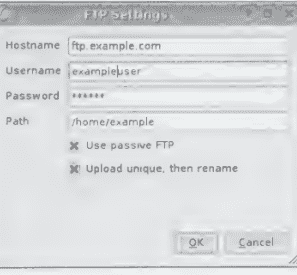 FTP Settings
Hostname ftp.example.com
Username exampleuser
Password ******
Path /home/example
Use passive FTP
Upload unique, then rename
OK Cancel